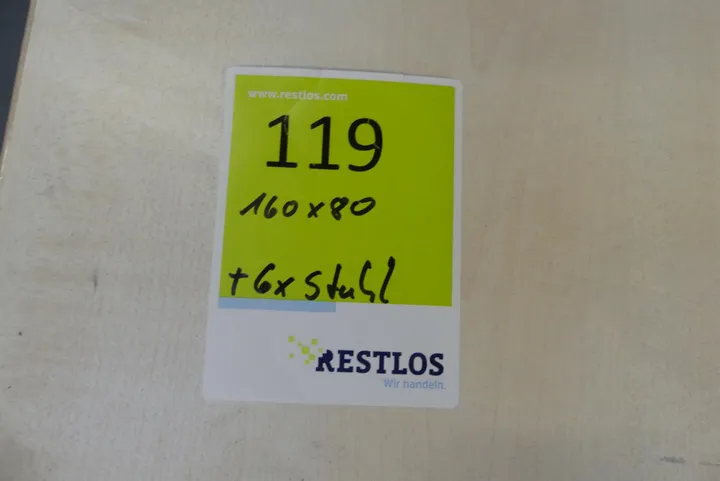 www.restlos.com
119
160x80
+ 6x Stuhl
RESTLOS
Wir handeln.